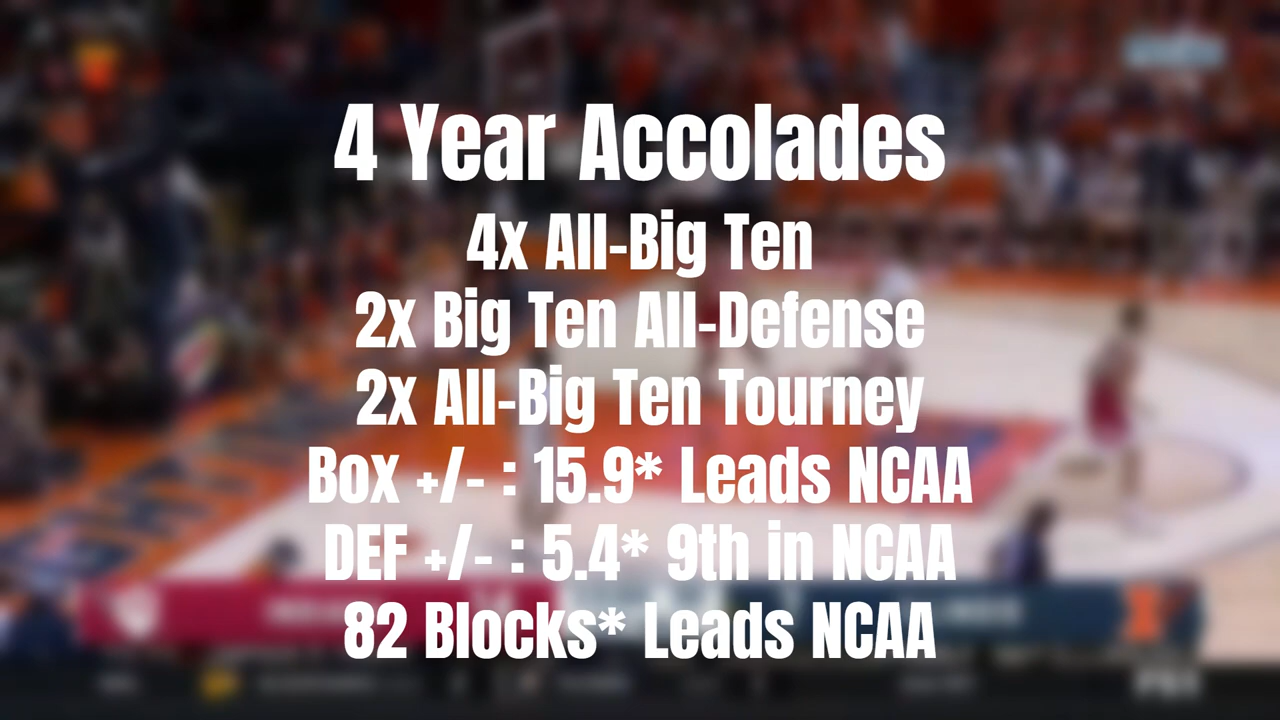 4 Year Accolades
4x All-Big Ten
2x Big Ten All-Defense
2x All-Big Ten Tourney
Box +/- : 15.9* Leads NCAA
DEF +/- : 5.4* 9th in NCAA
82 Blocks* Leads NCAA